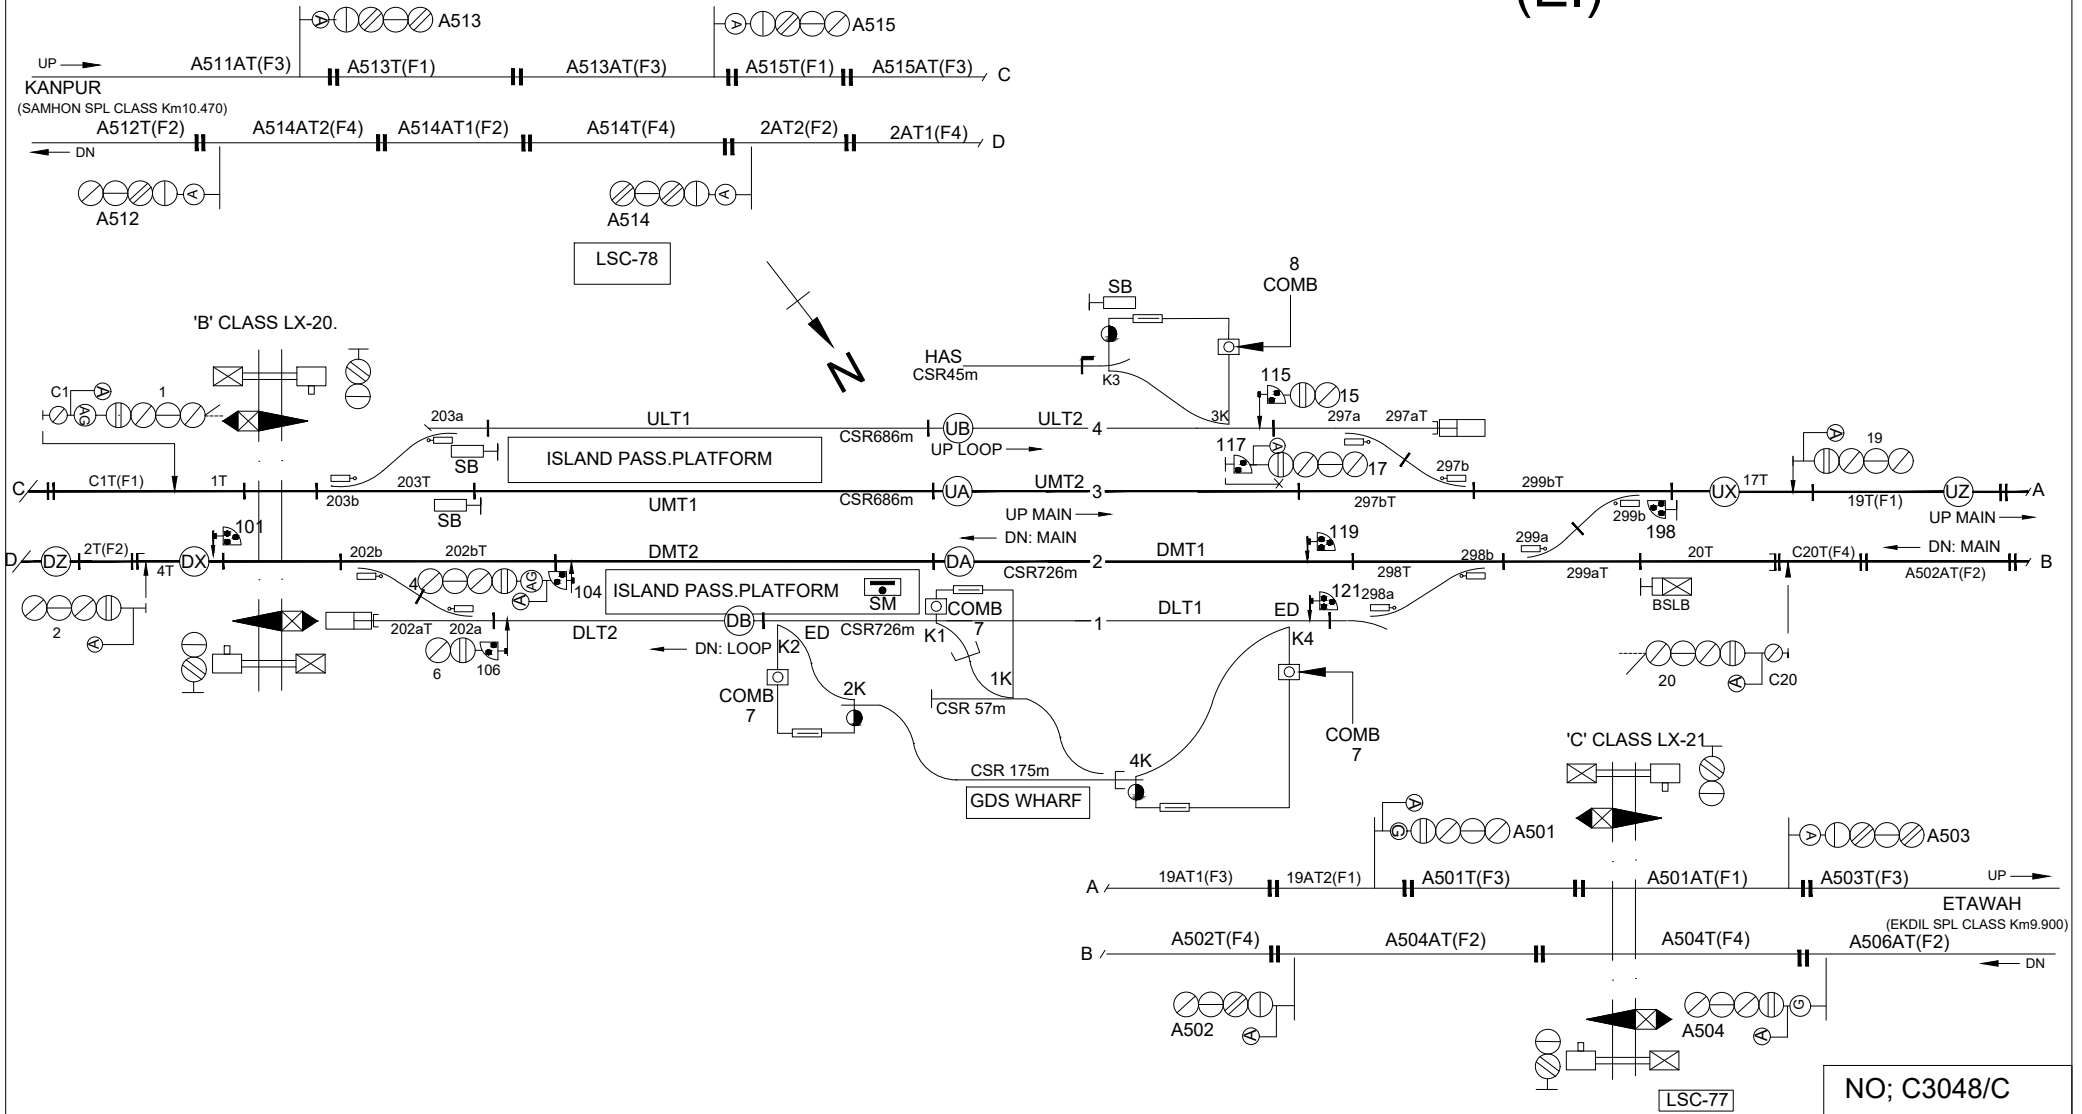 (EI)
A513
A515
UP
A511AT(F3)
A513T(F1)
A513AT(F3)
A515T(F1)
A515AT(F3)
C
KANPUR
(SAMHON SPL CLASS Km10.470)
A512T(F2)
A514AT2(F4)
A514AT1(F2)
A514T(F4)
2AT2(F2)
2AT1(F4)
D
DN
A
A
A512
A514
LSC-78
N
8
COMB
SB
'B' CLASS LX-20.
HAS
CSR45m
K3
115
15
C1
A
AG
1
203a
ULT1
CSR686m
UB
ULT2
4
3K
297a
297aT
UP LOOP
SB
ISLAND PASS.PLATFORM
117
A
17
297b
A
19
C
C1T(F1)
1T
203b
203T
UMT1
CSR686m
UA
UMT2
3
297bT
299bT
UX
17T
19T(F1)
UZ
A
SB
UP MAIN
299b
198
UP MAIN
101
DN: MAIN
119
299a
DN: MAIN
D
DZ
2T(F2)
4T
DX
202b
202bT
DMT2
DA
CSR726m
2
DMT1
298T
298b
299aT
20T
C20T(F4)
A502AT(F2)
B
4
AG
A
104
ISLAND PASS.PLATFORM
SM
COMB
7
121
298a
BSLB
2
A
202aT
202a
DLT2
DB
ED
CSR726m
K1
1
DLT1
ED
K4
6
106
DN: LOOP
K2
COMB
7
2K
1K
CSR 57m
20
A
C20
COMB
7
CSR 175m
4K
GDS WHARF
'C' CLASS LX-21
A
G
A501
A
A503
A
19AT1(F3)
19AT2(F1)
A501T(F3)
A501AT(F1)
A503T(F3)
UP
ETAWAH
(EKDIL SPL CLASS Km9.900)
B
A502T(F4)
A504AT(F2)
A504T(F4)
A506AT(F2)
DN
A502
A
A504
A
G
LSC-77
NO; C3048/C